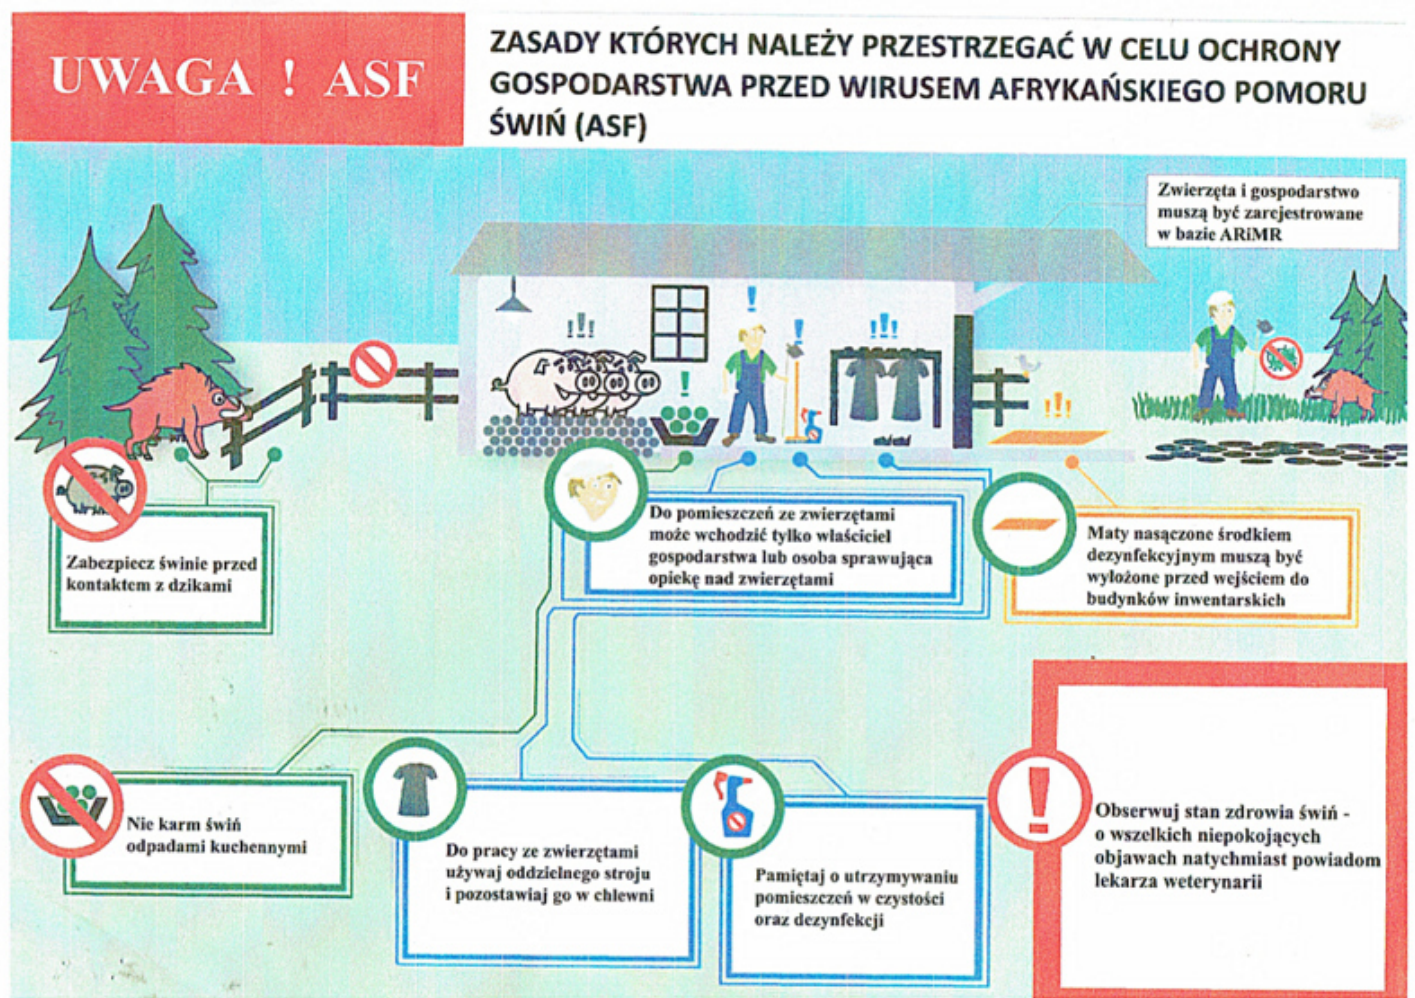 UWAGA ! ASF
ZASADY KTÓRYCH NALEŻY PRZESTRZEGAĆ W CELU OCHRONY
GOSPODARSTWA PRZED WIRUSEM AFRYKAŃSKIEGO POMORU
ŚWIŃ (ASF)
Zwierzęta i gospodarstwo
muszą być zarejestrowane
w bazie ARiMR
Zabezpiecz świnie przed
kontaktem z dzikami
Do pomieszczeń ze zwierzętami
może wchodzić tylko właściciel
gospodarstwa lub osoba sprawująca
opiekę nad zwierzętami
Maty nasączone środkiem
dezynfekcyjnym muszą być
wyłożone przed wejściem do
budynków inwentarskich
Nie karm świń
odpadami kuchennymi
Do pracy ze zwierzętami
używaj oddzielnego stroju
i pozostawiaj go w chlewni
Pamiętaj o utrzymywaniu
pomieszczeń w czystości
oraz dezynfekcji
Obserwuj stan zdrowia świń -
o wszelkich niepokojących
objawach natychmiast powiadom
lekarza weterynarii